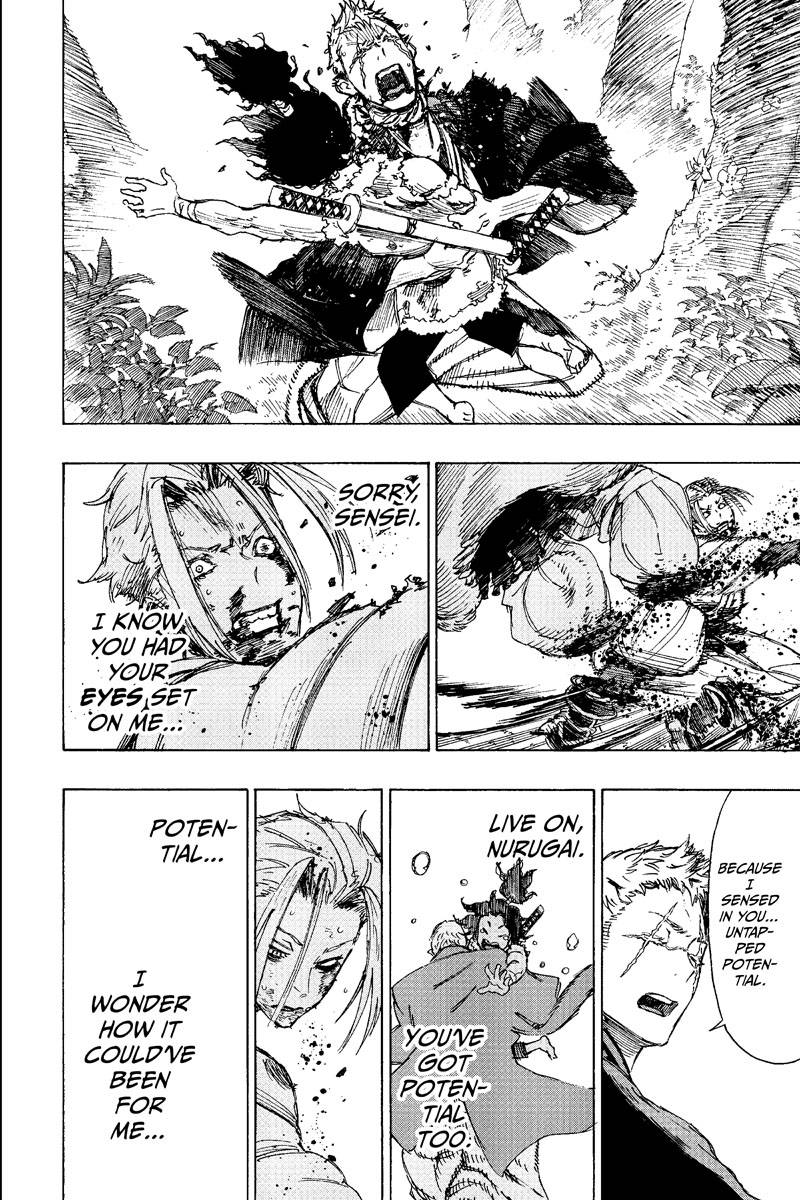 SORRY,
SENSEI.
I KNOW
YOU HAD
YOUR
EYES SET
ON ME...
BECAUSE
I
SENSED
IN YOU...
UNTAP-
PED
POTEN-
TIAL.
LIVE ON,
NURUGAI.
YOU'VE
GOT
POTEN-
TIAL
TOO.
POTEN-
TIAL...
I
WONDER
HOW IT
COULD'VE
BEEN
FOR
ME...